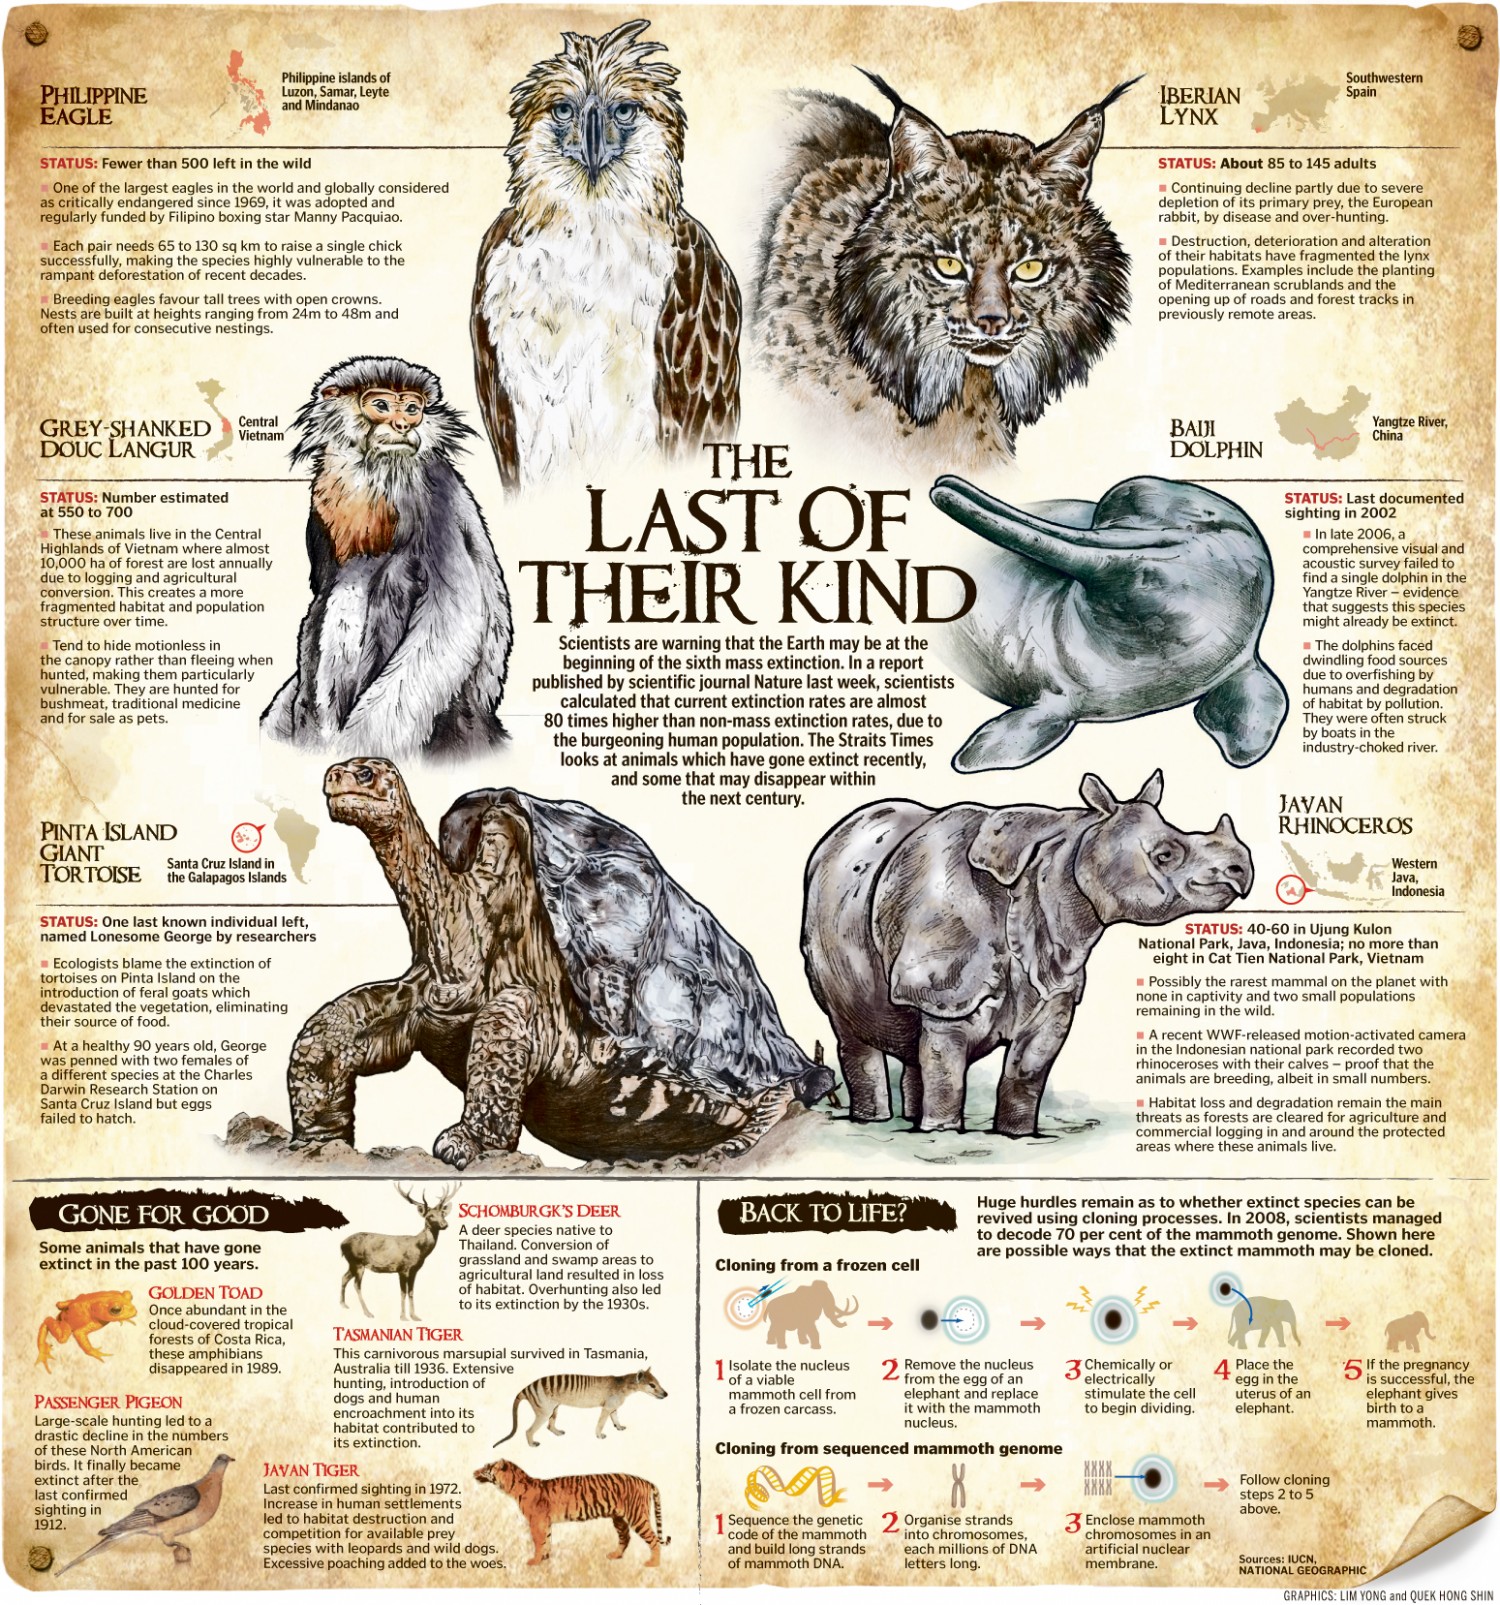 PHILIPPINE
EAGLE
Philippine islands of
Luzon, Samar, Leyte
and Mindanao
STATUS: Fewer than 500 left in the wild
One of the largest eagles in the world and globally considered
as critically endangered since 1969, it was adopted and
regularly funded by Filipino boxing star Manny Pacquiao.
Each pair needs 65 to 130 sq km to raise a single chick
successfully, making the species highly vulnerable to the
rampant deforestation of recent decades.
Breeding eagles favour tall trees with open crowns.
Nests are built at heights ranging from 24m to 48m and
often used for consecutive nestings.
IBERIAN
LYNX
Southwestern
Spain
STATUS: About 85 to 145 adults
Continuing decline partly due to severe
depletion of its primary prey, the European
rabbit, by disease and over-hunting.
Destruction, deterioration and alteration
of their habitats have fragmented the lynx
populations. Examples include the planting
of Mediterranean scrublands and the
opening up of roads and forest tracks in
previously remote areas.
GREY-SHANKED
DOUC LANGUR
Central
Vietnam
STATUS: Number estimated
at 550 to 700
These animals live in the Central
Highlands of Vietnam where almost
10,000 ha of forest are lost annually
due to logging and agricultural
conversion. This creates a more
fragmented habitat and population
structure over time.
Tend to hide motionless in
the canopy rather than fleeing when
hunted, making them particularly
vulnerable. They are hunted for
bushmeat, traditional medicine
and for sale as pets.
THE
LAST OF
THEIR KIND
Scientists are warning that the Earth may be at the
beginning of the sixth mass extinction. In a report
published by scientific journal Nature last week, scientists
calculated that current extinction rates are almost
80 times higher than non-mass extinction rates, due to
the burgeoning human population. The Straits Times
looks at animals which have gone extinct recently,
and some that may disappear within
the next century.
BAIJI
DOLPHIN
Yangtze River,
China
STATUS: Last documented
sighting in 2002
In late 2006, a
comprehensive visual and
acoustic survey failed to
find a single dolphin in the
Yangtze River – evidence
that suggests this species
might already be extinct.
The dolphins faced
dwindling food sources
due to overfishing by
humans and degradation
of habitat by pollution.
They were often struck
by boats in the
industry-choked river.
PINTA ISLAND
GIANT
TORTOISE
Santa Cruz Island in
the Galapagos Islands
STATUS: One last known individual left,
named Lonesome George by researchers
Ecologists blame the extinction of
tortoises on Pinta Island on the
introduction of feral goats which
devastated the vegetation, eliminating
their source of food.
At a healthy 90 years old, George
was penned with two females of
a different species at the Charles
Darwin Research Station on
Santa Cruz Island but eggs
failed to hatch.
JAVAN
RHINOCEROS
Western
Java,
Indonesia
STATUS: 40-60 in Ujung Kulon
National Park, Java, Indonesia; no more than
eight in Cat Tien National Park, Vietnam
Possibly the rarest mammal on the planet with
none in captivity and two small populations
remaining in the wild.
A recent WWF-released motion-activated camera
in the Indonesian national park recorded two
rhinoceroses with their calves – proof that the
animals are breeding, albeit in small numbers.
Habitat loss and degradation remain the main
threats as forests are cleared for agriculture and
commercial logging in and around the protected
areas where these animals live.
GONE FOR GOOD
Some animals that have gone
extinct in the past 100 years.
GOLDEN TOAD
Once abundant in the
cloud-covered tropical
forests of Costa Rica,
these amphibians
disappeared in 1989.
PASSENGER PIGEON
Large-scale hunting led to a
drastic decline in the numbers
of these North American
birds. It finally became
extinct after the
last confirmed
sighting in
1912.
SCHOMBURGK'S DEER
A deer species native to
Thailand. Conversion of
grassland and swamp areas to
agricultural land resulted in loss
of habitat. Overhunting also led
to its extinction by the 1930s.
TASMANIAN TIGER
This carnivorous marsupial survived in Tasmania,
Australia till 1936. Extensive
hunting, introduction of
dogs and human
encroachment into its
habitat contributed to
its extinction.
JAVAN TIGER
Last confirmed sighting in 1972.
Increase in human settlements
led to habitat destruction and
competition for available prey
species with leopards and wild dogs.
Excessive poaching added to the woes.
BACK TO LIFE?
Huge hurdles remain as to whether extinct species can be
revived using cloning processes. In 2008, scientists managed
to decode 70 per cent of the mammoth genome. Shown here
are possible ways that the extinct mammoth may be cloned.
Cloning from a frozen cell
1 Isolate the nucleus
of a viable
mammoth cell from
a frozen carcass.
2 Remove the nucleus
from the egg of an
elephant and replace
it with the mammoth
nucleus.
3 Chemically or
electrically
stimulate the cell
to begin dividing.
4 Place the
egg in the
uterus of an
elephant.
5 If the pregnancy
is successful, the
elephant gives
birth to a
mammoth.
Cloning from sequenced mammoth genome
1 Sequence the genetic
code of the mammoth
and build long strands
of mammoth DNA.
2 Organise strands
into chromosomes,
each millions of DNA
letters long.
3 Enclose mammoth
chromosomes in an
artificial nuclear
membrane.
Follow cloning
steps 2 to 5
above.
Sources: IUCN,
NATIONAL GEOGRAPHIC
GRAPHICS: LIM YONG and QUEK HONG SHIN